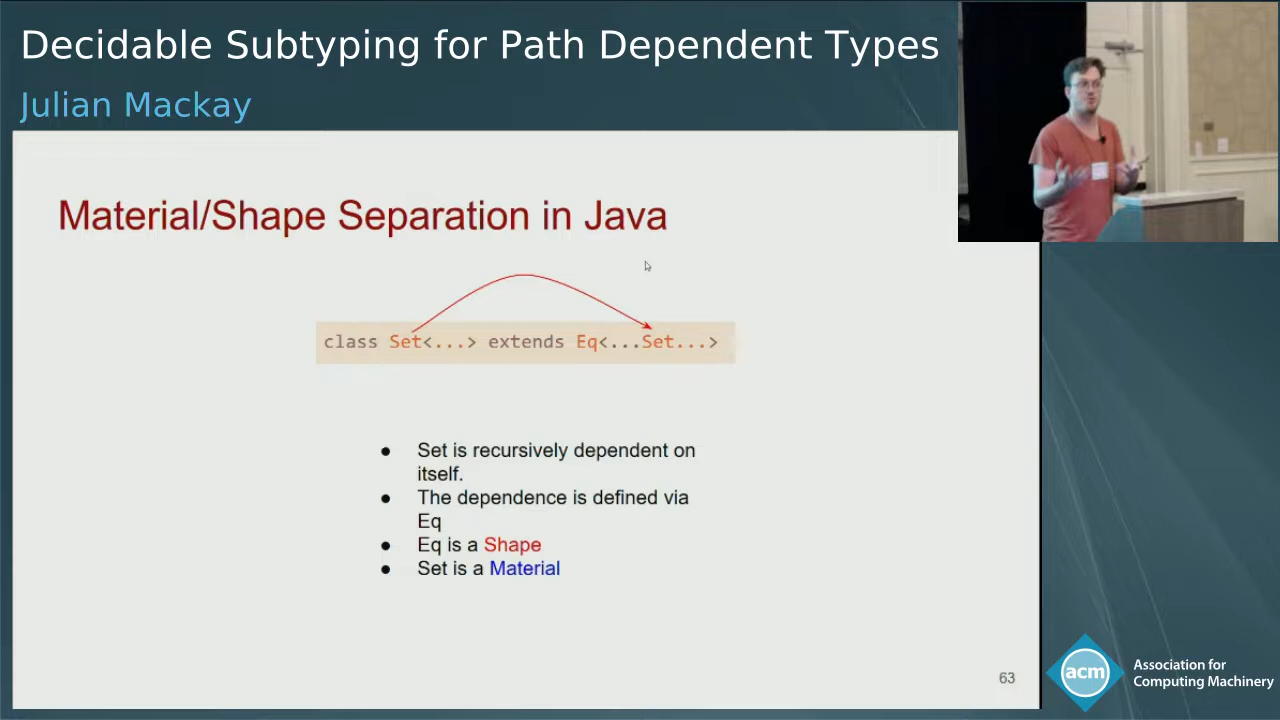 Decidable Subtyping for Path Dependent Types
Julian Mackay
Material/Shape Separation in Java
class Set<...> extends Eq<...Set...>
● Set is recursively dependent on
itself.
● The dependence is defined via
Eq
● Eq is a Shape
● Set is a Material
63
acm
Association for
Computing Machinery